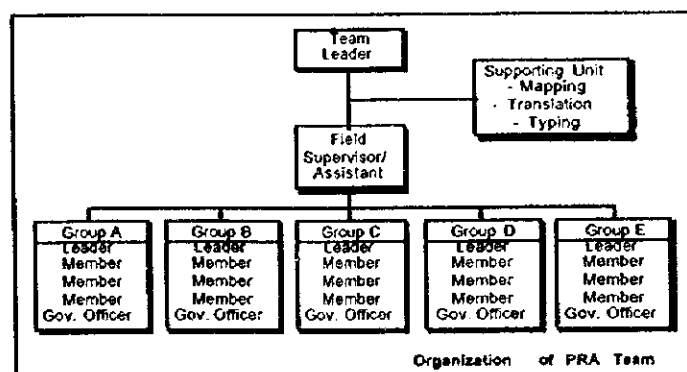 Team
Leader
Supporting Unit
- Mapping
- Translation
- Typing
Field
Supervisor/
Assistant
Group A
Leader
Member
Member
Member
Gov. Officer
Group B
Leader
Member
Member
Member
Gov. Officer
Group C
Leader
Member
Member
Member
Gov. Officer
Group D
Leader
Member
Member
Member
Gov. Officer
Group E
Leader
Member
Member
Member
Gov. Officer
Organization of PRA Team